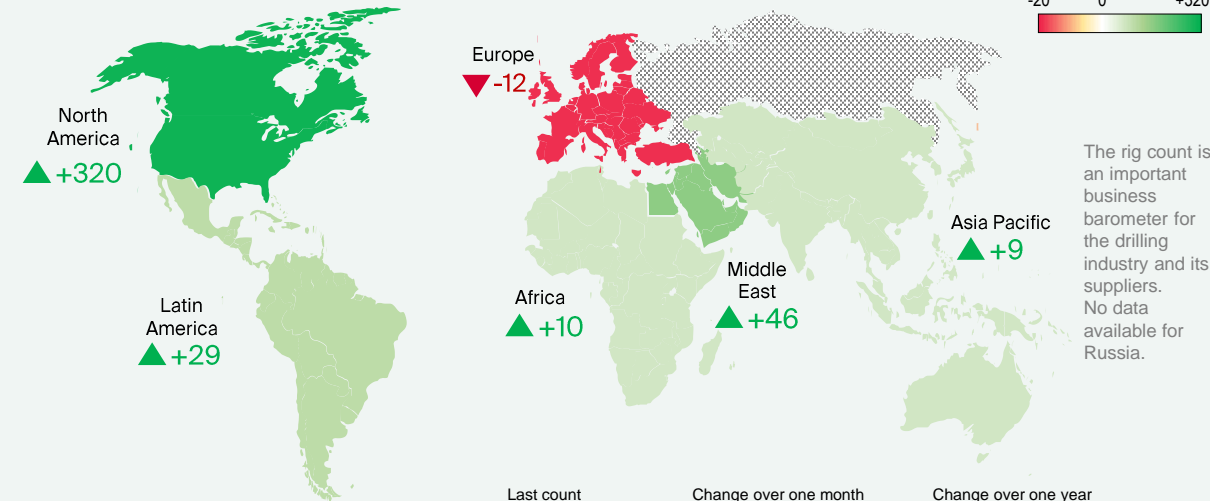 -20 0 +320
Europe
-12
North
America
+320
The rig count is
an important
business
barometer for
the drilling
industry and its
suppliers.
No data
available for
Russia.
Asia Pacific
+9
Middle
East
+46
Africa
+10
Latin
America
+29
Last count Change over one month Change over one year